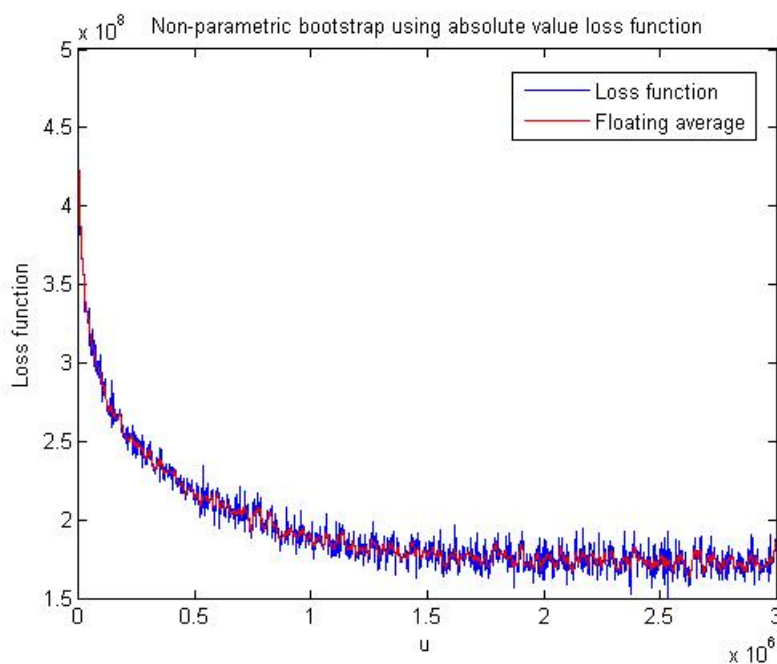 Non-parametric bootstrap using absolute value loss function
x 10^8
5
4.5
4
3.5
3
2.5
2
1.5
Loss function
Loss function
Floating average
0
0.5
1
1.5
2
2.5
3
x 10^6
u